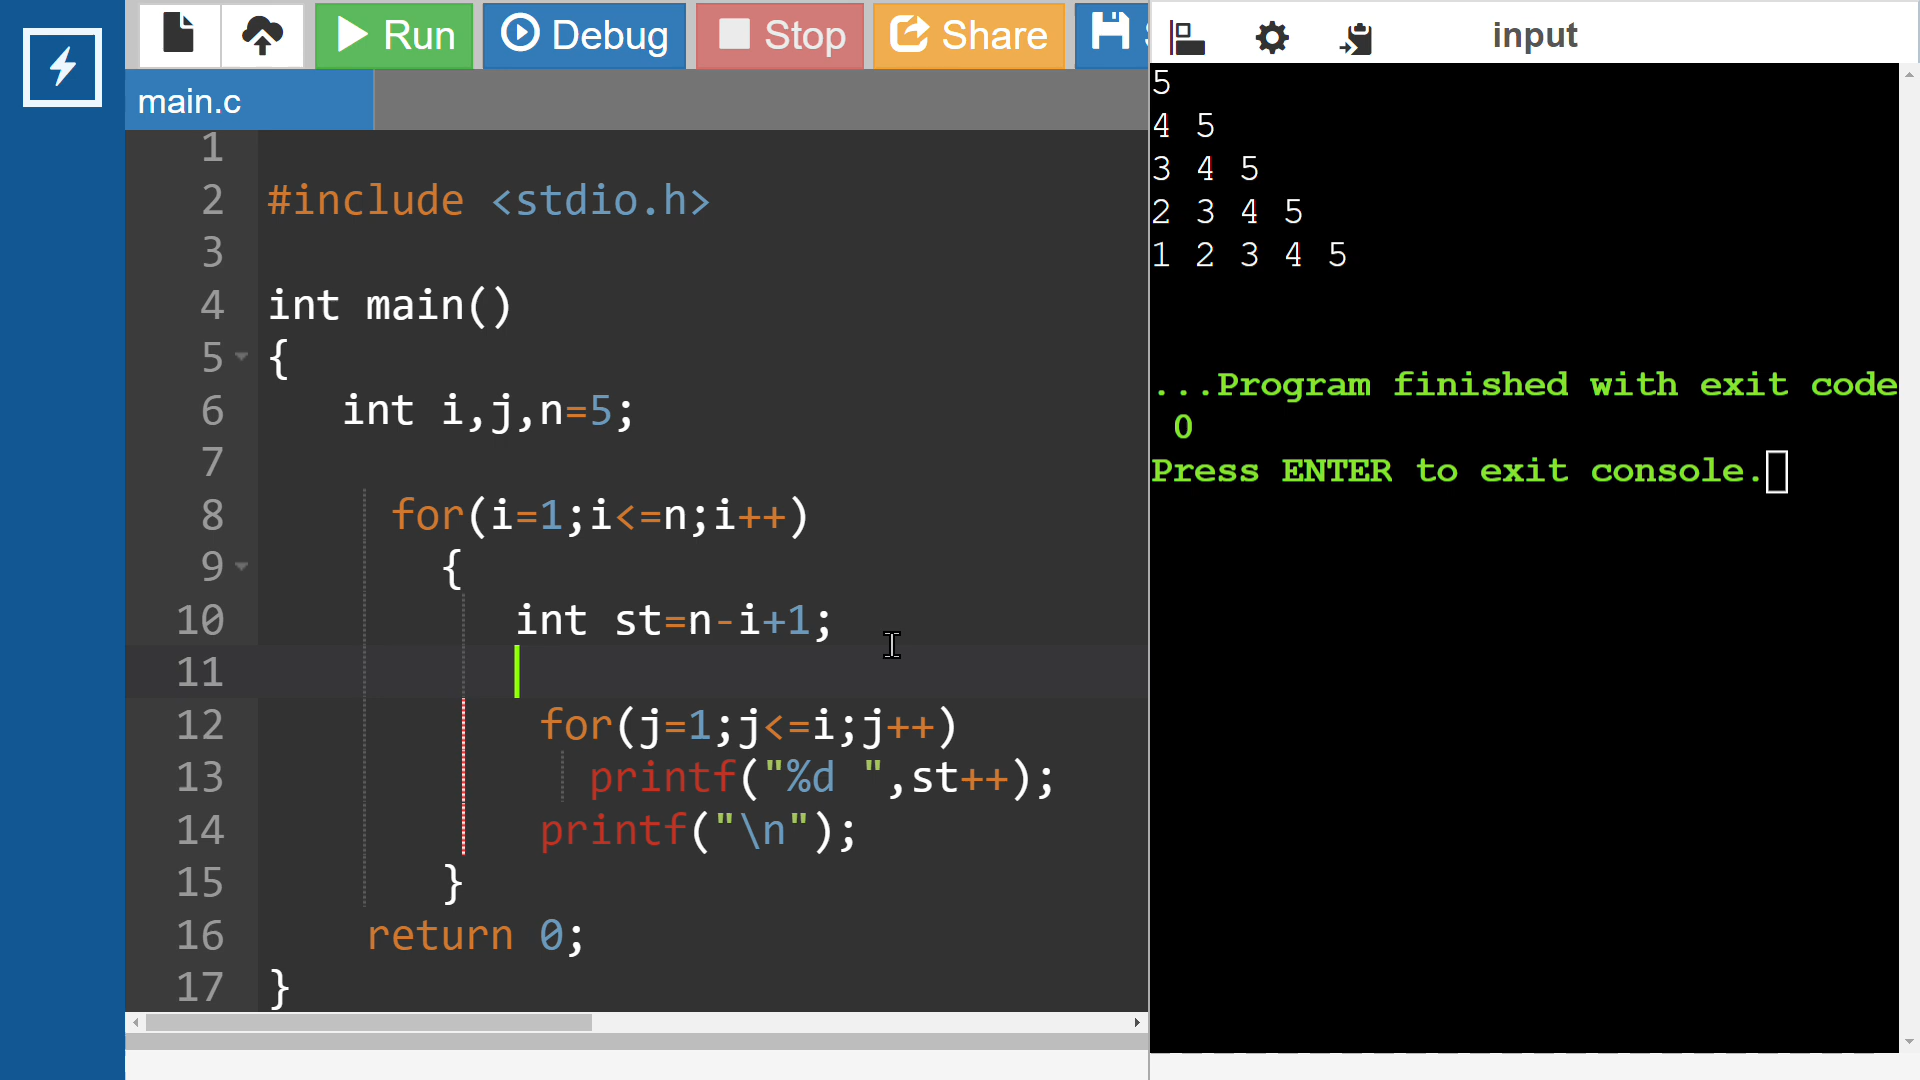 Run Debug Stop Share
main.c
1
2 #include <stdio.h>
3
4 int main()
5 {
6 int i,j,n=5;
7
8 for(i=1;i<=n;i++)
9 {
10 int st=n-i+1;
11
12 for(j=1;j<=i;j++)
13 printf("%d ",st++);
14 printf("\n");
15 }
16 return 0;
17 }
input
5
4 5
3 4 5
2 3 4 5
1 2 3 4 5
...Program finished with exit code
0
Press ENTER to exit console.